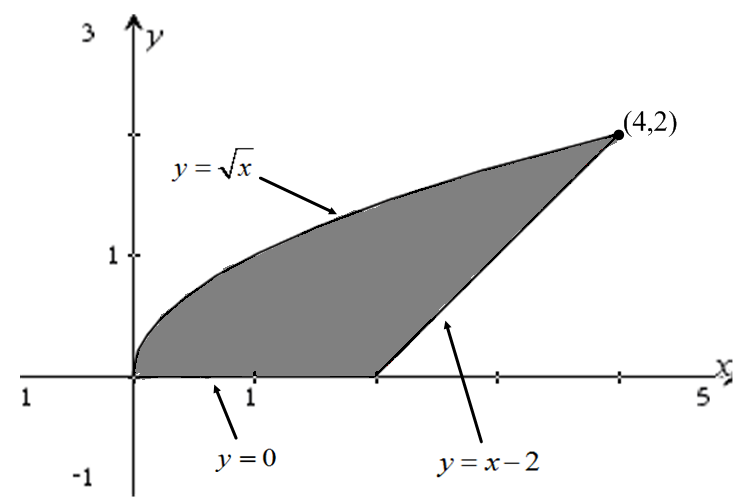 3
y
(4,2)
y = √x
1
x
1
1
5
y = 0
y = x − 2
-1